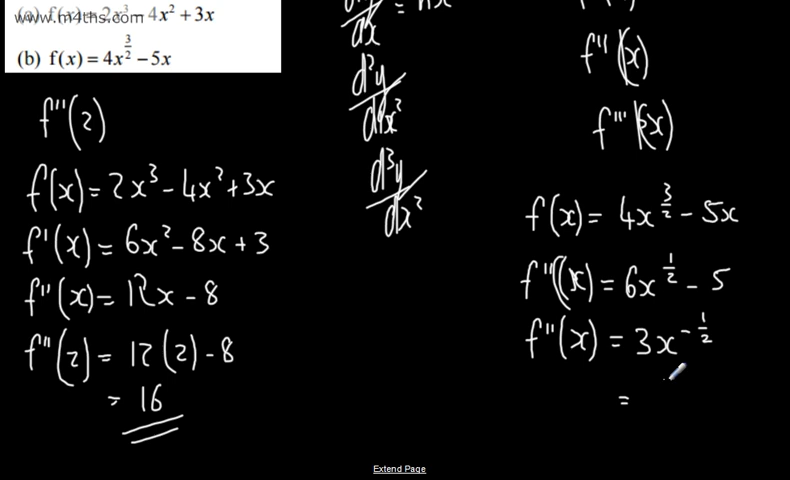 (a) f(x) = 2x³ - 4x² + 3x
www.m4ths.com
(b) f(x) = 4x^(3/2) - 5x
f''(2)
f(x) = 2x³ - 4x² + 3x
f'(x) = 6x² - 8x + 3
f''(x) = 12x - 8
f''(2) = 12(2) - 8
= 16
dy/dx
d²y/dx²
d³y/dx²
f''(x)
f'''(x)
f(x) = 4x^(3/2) - 5x
f''(x) = 6x^(1/2) - 5
f''(x) = 3x^(-1/2)
=
Extend Page